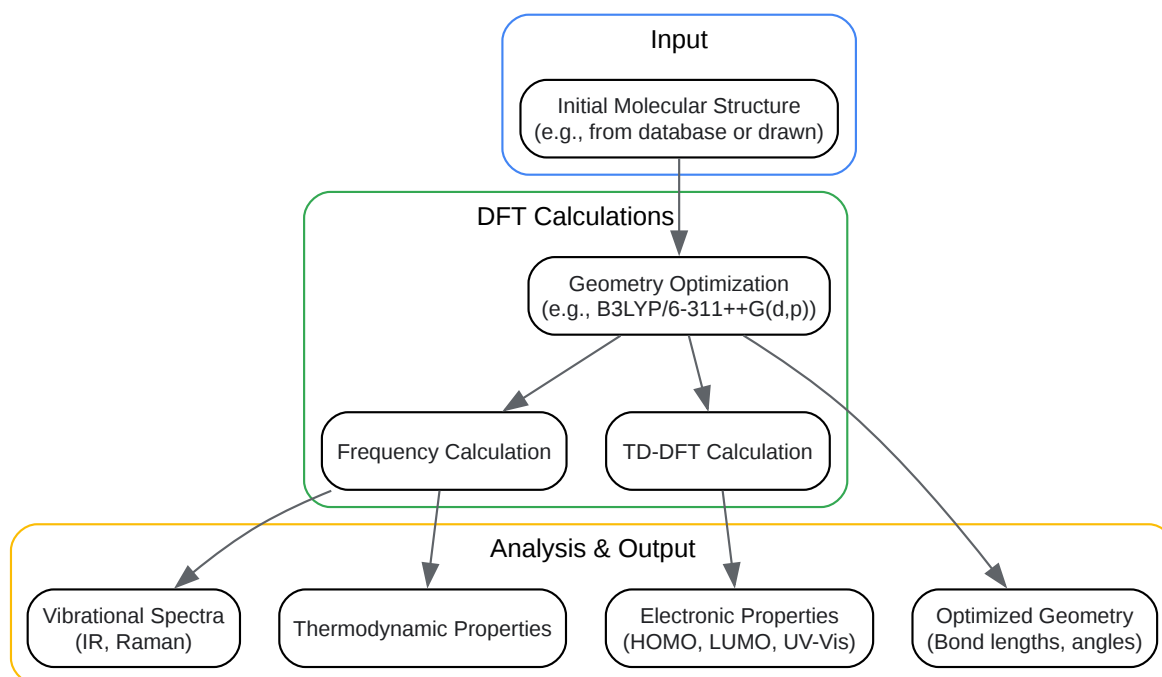 Input
Initial Molecular Structure
(e.g., from database or drawn)
DFT Calculations
Geometry Optimization
(e.g., B3LYP/6-311++G(d,p))
Frequency Calculation
TD-DFT Calculation
Analysis & Output
Vibrational Spectra
(IR, Raman)
Thermodynamic Properties
Electronic Properties
(HOMO, LUMO, UV-Vis)
Optimized Geometry
(Bond lengths, angles)